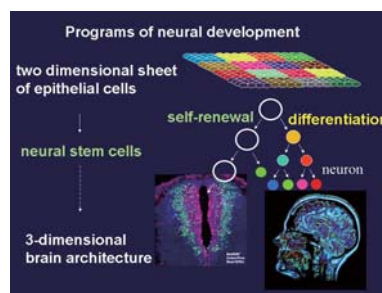 Programs of neural development
two dimensional sheet
of epithelial cells
self-renewal
differentiation
neural stem cells
neuron
3-dimensional
brain architecture